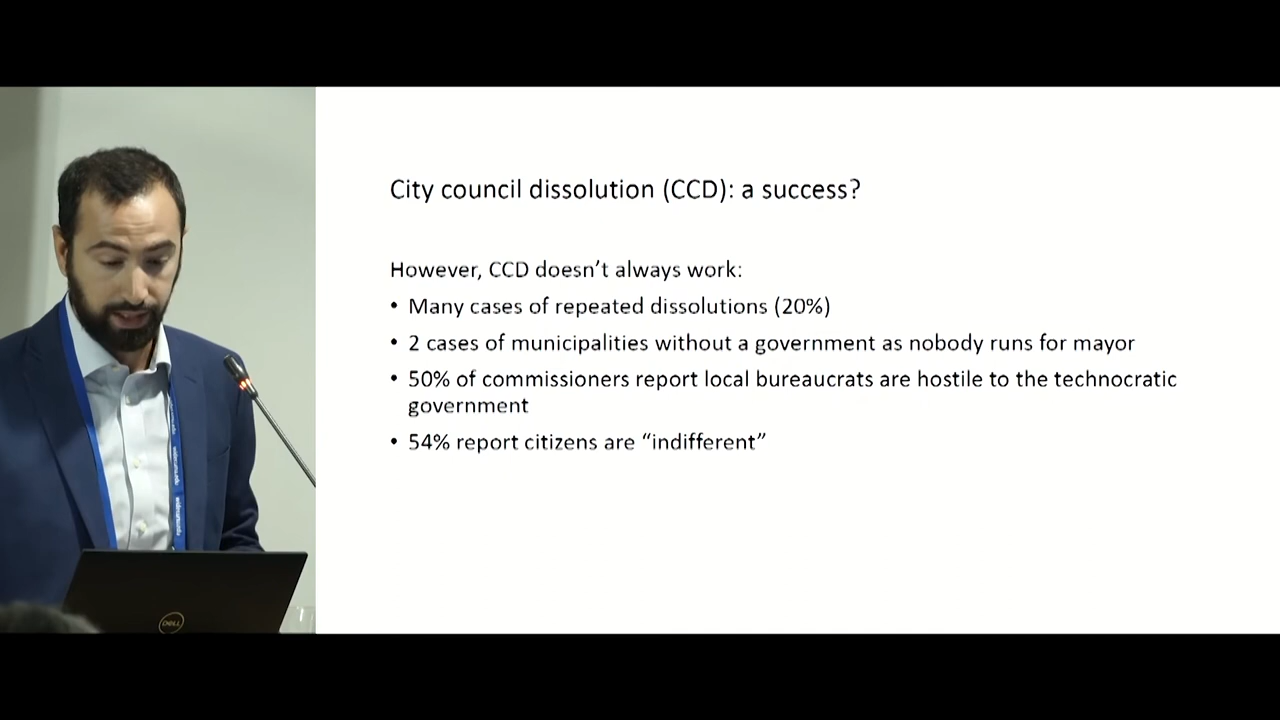 City council dissolution (CCD): a success?
However, CCD doesn’t always work:
• Many cases of repeated dissolutions (20%)
• 2 cases of municipalities without a government as nobody runs for mayor
• 50% of commissioners report local bureaucrats are hostile to the technocratic
government
• 54% report citizens are “indifferent”
DELL